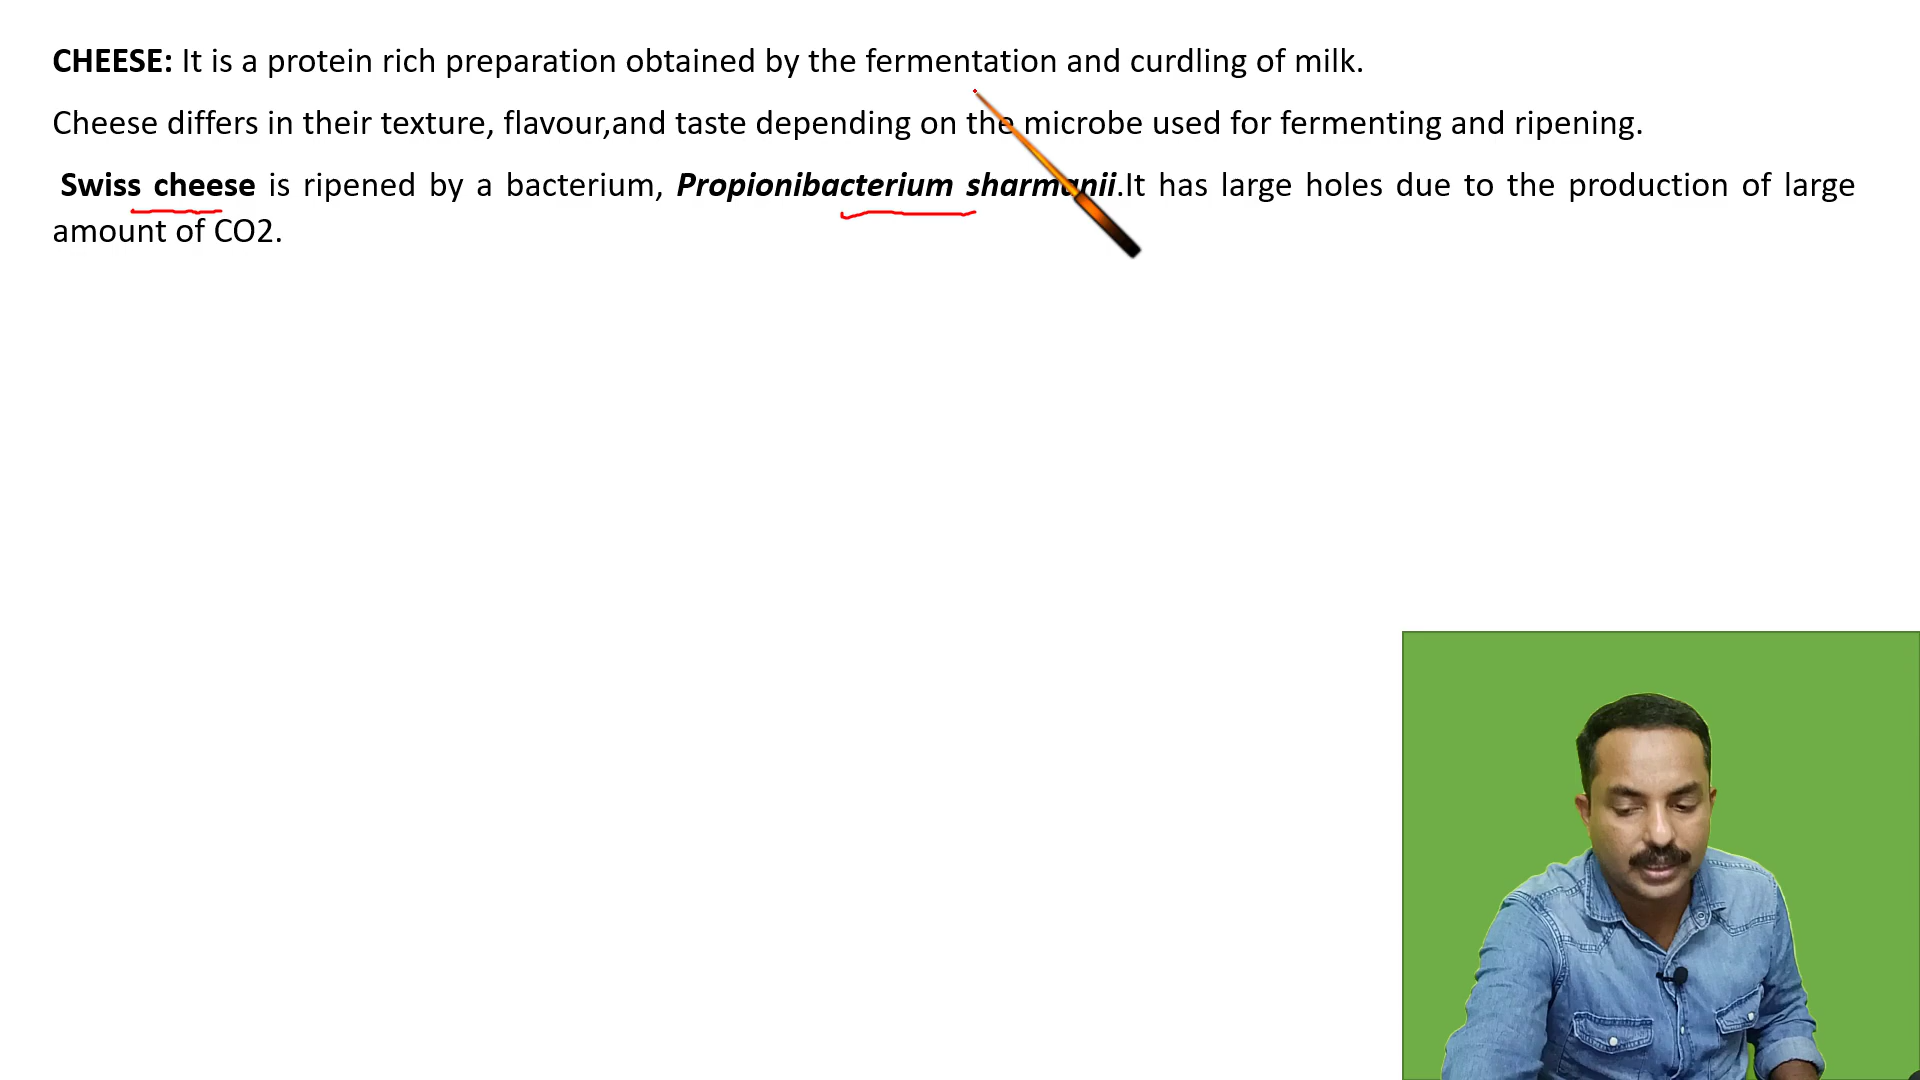 CHEESE: It is a protein rich preparation obtained by the fermentation and curdling of milk.
Cheese differs in their texture, flavour,and taste depending on the microbe used for fermenting and ripening.
Swiss cheese is ripened by a bacterium, Propionibacterium sharmanii.It has large holes due to the production of large
amount of CO2.